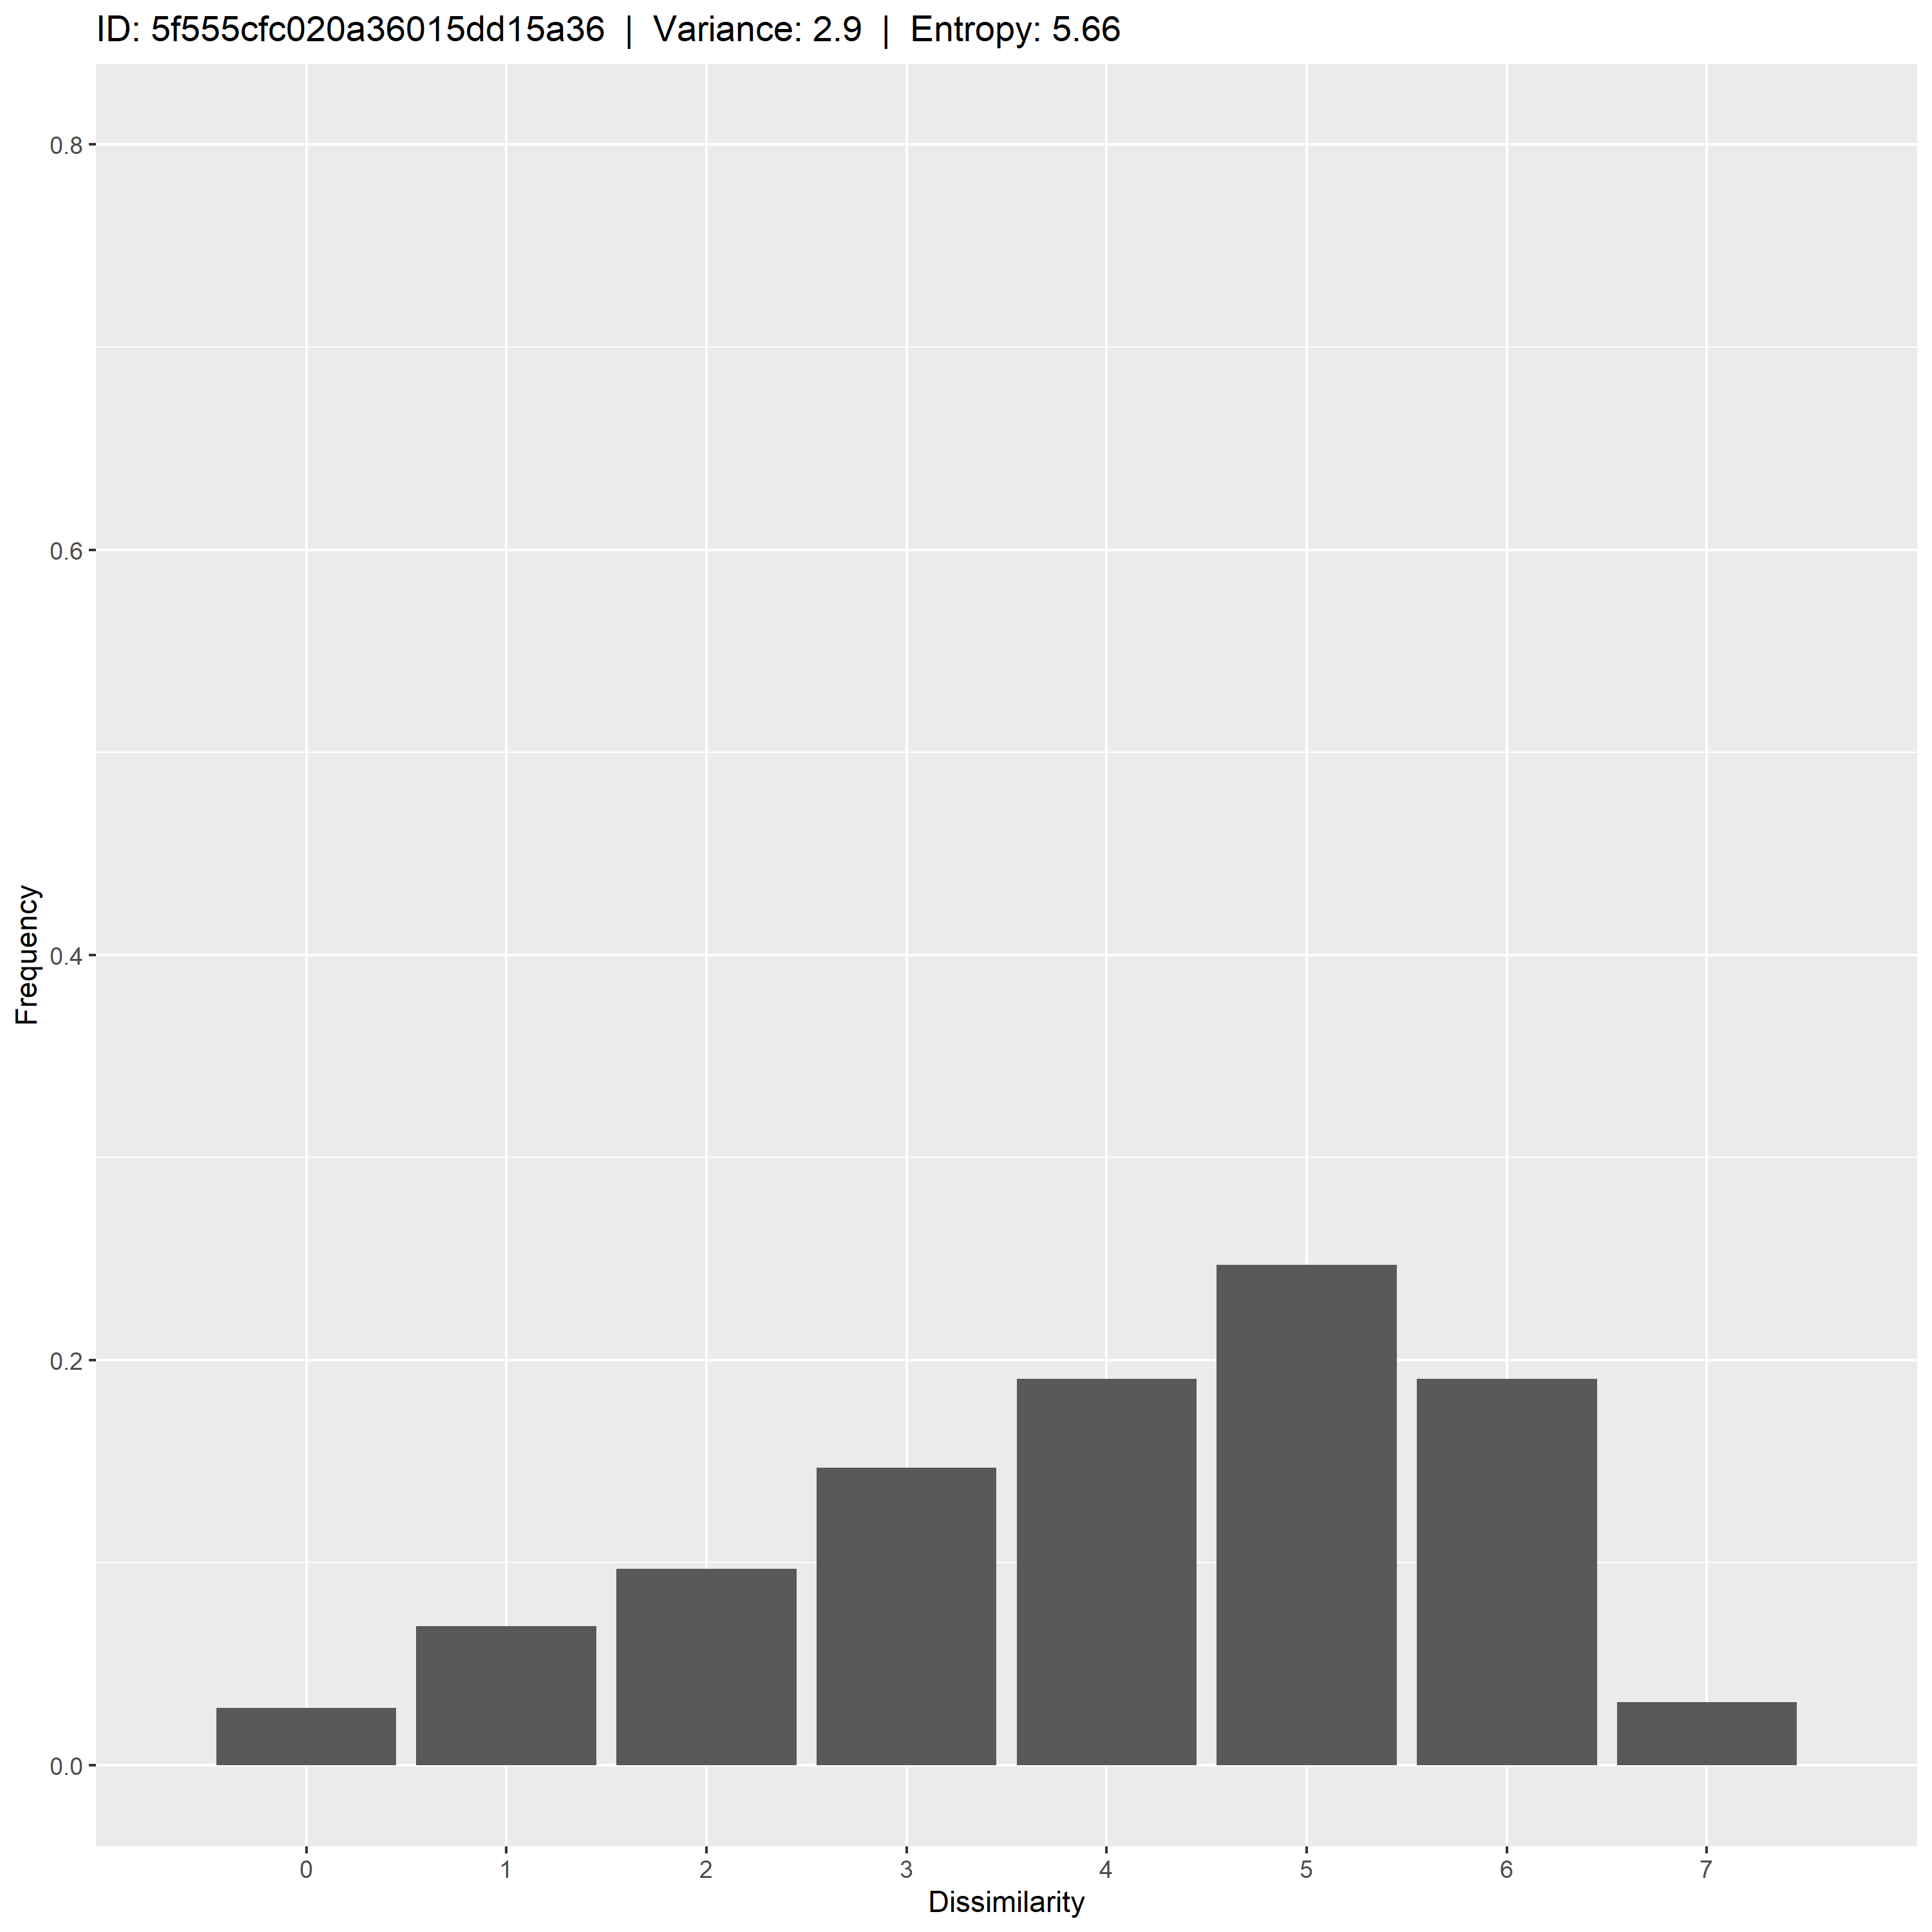 ID: 5f555cfc020a36015dd15a36 | Variance: 2.9 | Entropy: 5.66
Frequency
0.8
0.6
0.4
0.2
0.0
0 1 2 3 4 5 6 7
Dissimilarity